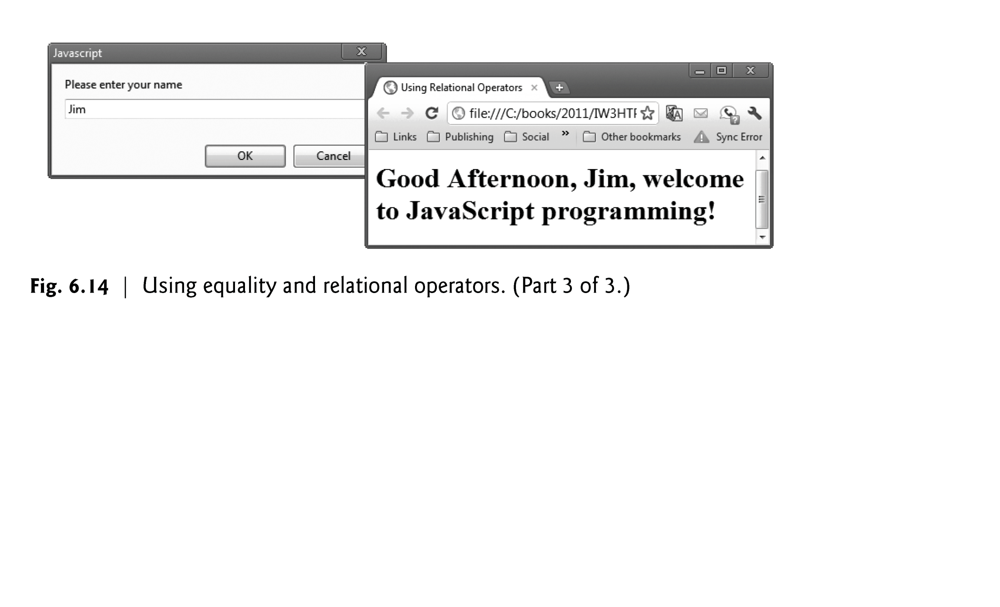 Javascript
Please enter your name
Jim
OK Cancel
Using Relational Operators
file:///C:/books/2011/IW3HTP
Links Publishing Social » Other bookmarks Sync Error
Good Afternoon, Jim, welcome
to JavaScript programming!
Fig. 6.14 | Using equality and relational operators. (Part 3 of 3.)